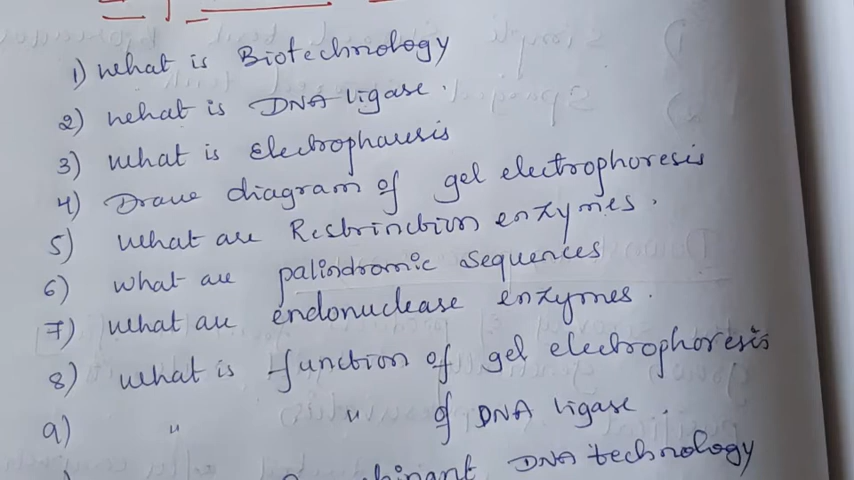 1) What is Biotechnology
2) What is DNA ligase.
3) What is Electrophoresis
4) Draw diagram of gel electrophoresis
5) What are Restrinction enzymes.
6) What are palindromic sequences
7) What are endonuclease enzymes.
8) What is function of gel electrophoresis
9) " " of DNA ligase.
DNA technology